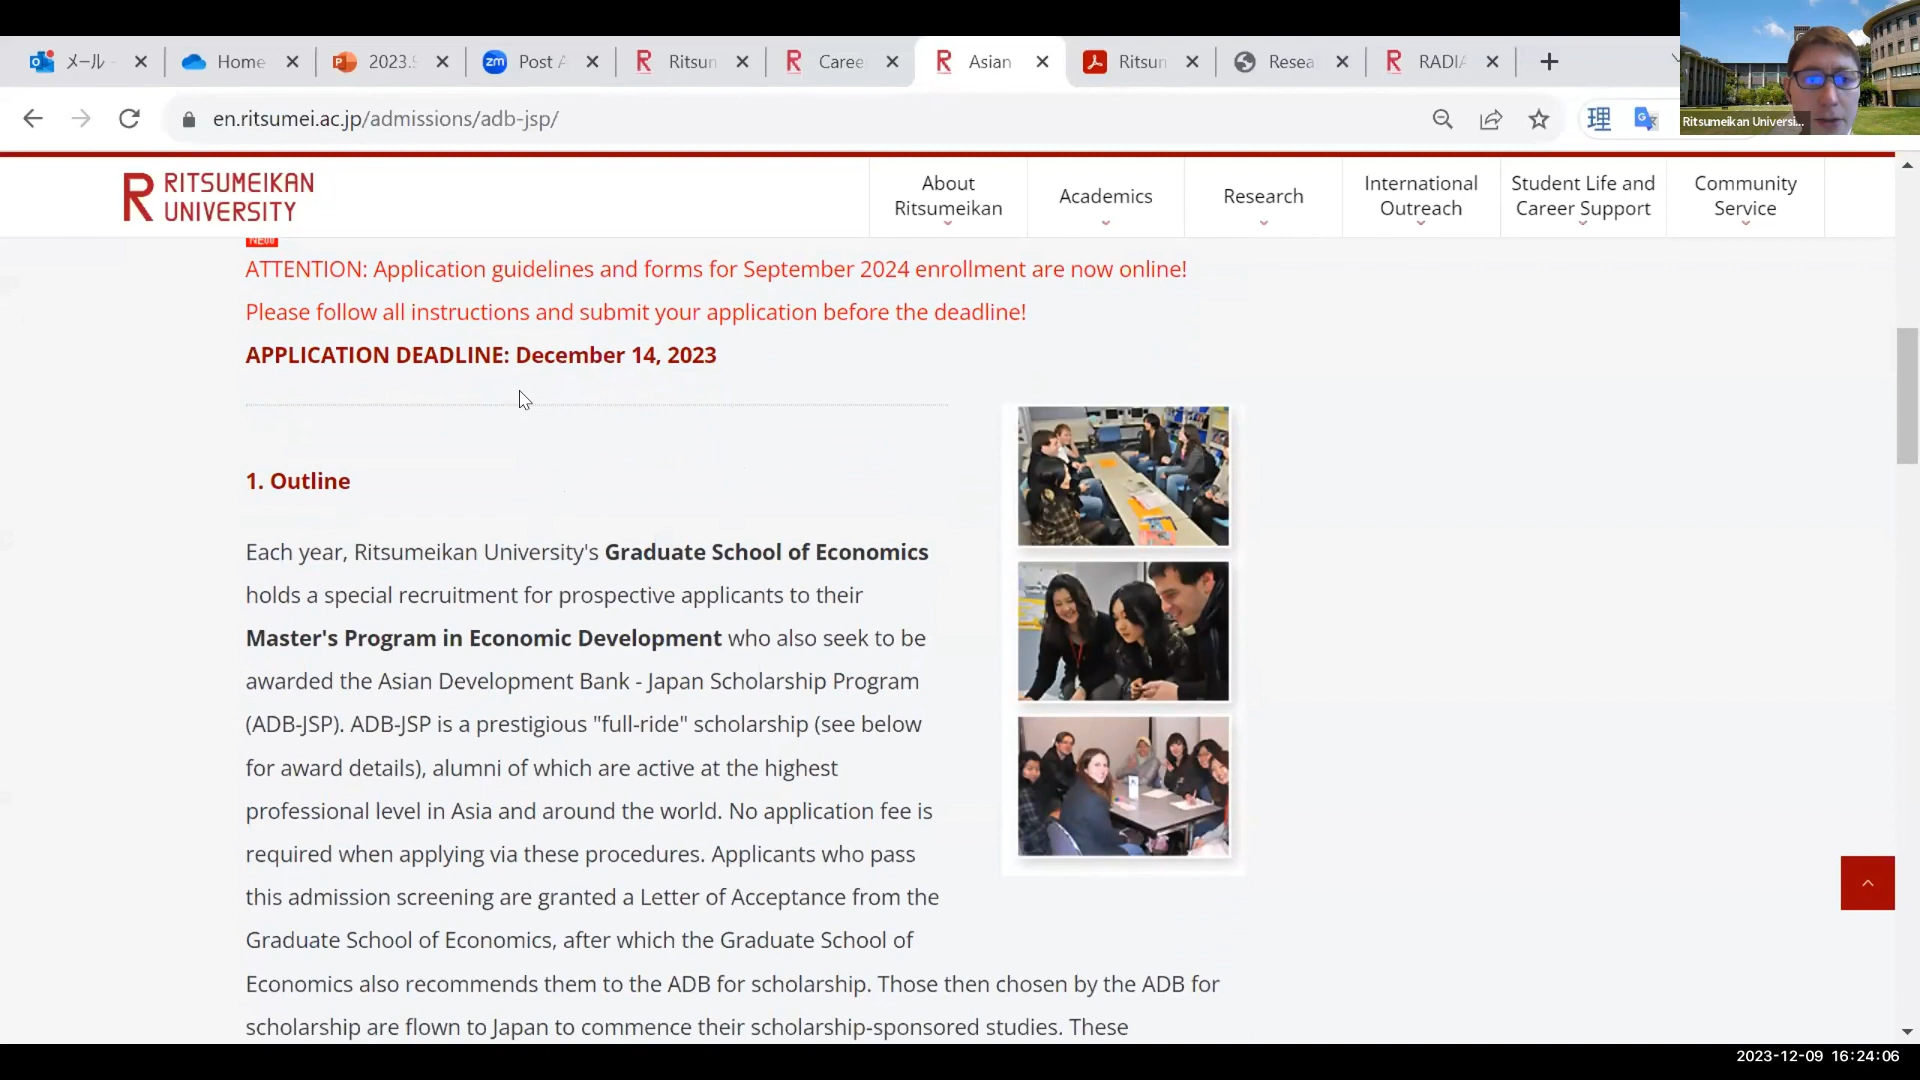 メール
Home
2023.
Post A
Ritsun
Caree
Asian
Ritsun
Resea
RADIA
en.ritsumei.ac.jp/admissions/adb-jsp/
理
Ritsumeikan Universi...
RITSUMEIKAN
UNIVERSITY
About
Ritsumeikan
Academics
Research
International
Outreach
Student Life and
Career Support
Community
Service
NEW
ATTENTION: Application guidelines and forms for September 2024 enrollment are now online!
Please follow all instructions and submit your application before the deadline!
APPLICATION DEADLINE: December 14, 2023
1. Outline
Each year, Ritsumeikan University's Graduate School of Economics
holds a special recruitment for prospective applicants to their
Master's Program in Economic Development who also seek to be
awarded the Asian Development Bank - Japan Scholarship Program
(ADB-JSP). ADB-JSP is a prestigious "full-ride" scholarship (see below
for award details), alumni of which are active at the highest
professional level in Asia and around the world. No application fee is
required when applying via these procedures. Applicants who pass
this admission screening are granted a Letter of Acceptance from the
Graduate School of Economics, after which the Graduate School of
Economics also recommends them to the ADB for scholarship. Those then chosen by the ADB for
scholarship are flown to Japan to commence their scholarship-sponsored studies. These
2023-12-09 16:24:06